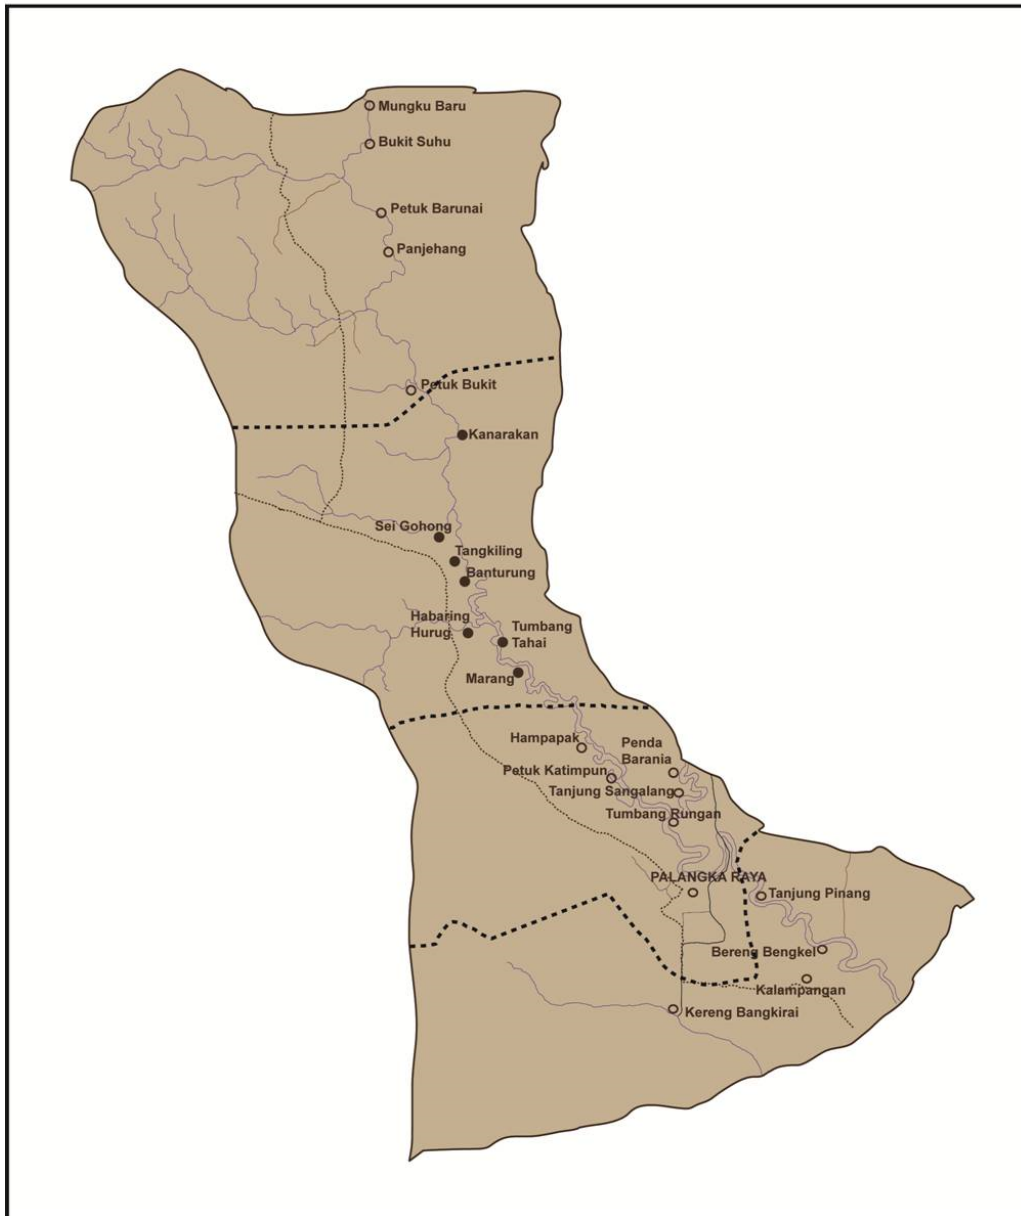 Mungku Baru
Bukit Suhu
Petuk Barunai
Panjehang
Petuk Bukit
Kanarakan
Sei Gohong
Tangkiling
Banturung
Habaring
Hurug
Tumbang
Tahai
Marang
Hampapak
Penda
Barania
Petuk Katimpun
Tanjung Sangalang
Tumbang Rungan
PALANGKA RAYA
Tanjung Pinang
Bereng Bengkel
Kalampangan
Kereng Bangkirai